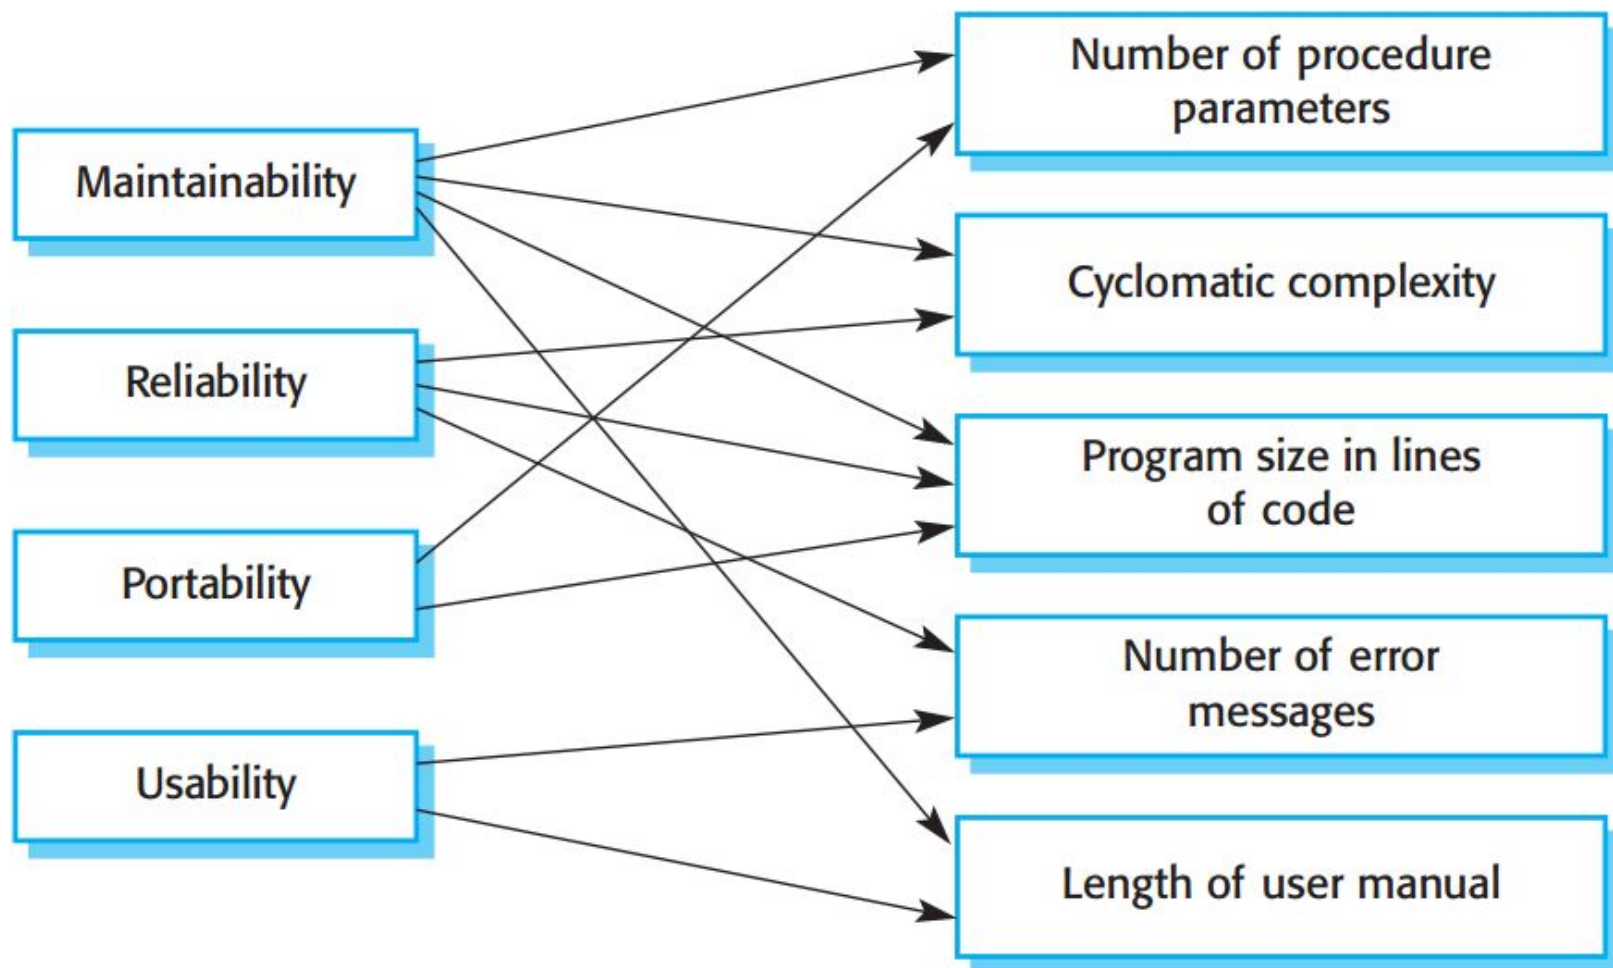 Maintainability
Reliability
Portability
Usability
Number of procedure
parameters
Cyclomatic complexity
Program size in lines
of code
Number of error
messages
Length of user manual